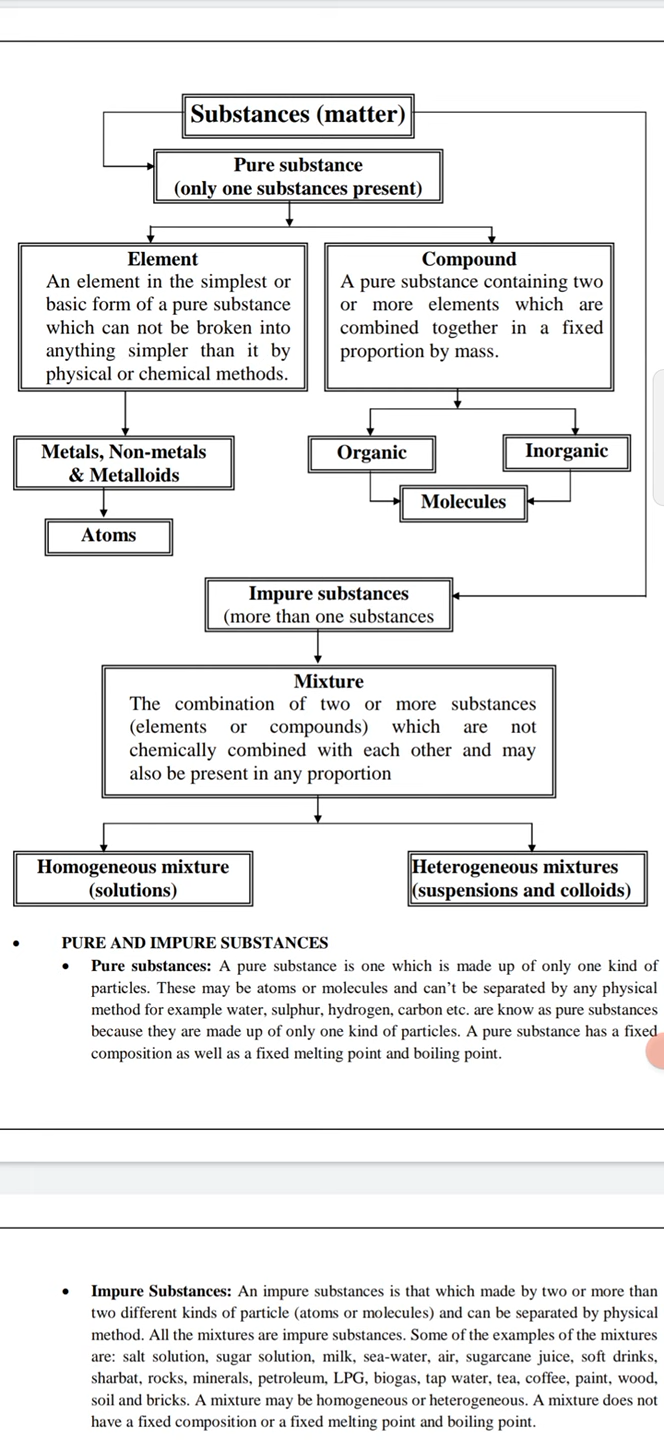 Substances (matter)
Pure substance
(only one substances present)
Element
An element in the simplest or
basic form of a pure substance
which can not be broken into
anything simpler than it by
physical or chemical methods.
Compound
A pure substance containing two
or more elements which are
combined together in a fixed
proportion by mass.
Metals, Non-metals
& Metalloids
Organic
Inorganic
Molecules
Atoms
Impure substances
(more than one substances
Mixture
The combination of two or more substances
(elements or compounds) which are not
chemically combined with each other and may
also be present in any proportion
Homogeneous mixture
(solutions)
Heterogeneous mixtures
(suspensions and colloids)
• PURE AND IMPURE SUBSTANCES
• Pure substances: A pure substance is one which is made up of only one kind of
particles. These may be atoms or molecules and can't be separated by any physical
method for example water, sulphur, hydrogen, carbon etc. are know as pure substances
because they are made up of only one kind of particles. A pure substance has a fixed
composition as well as a fixed melting point and boiling point.
• Impure Substances: An impure substances is that which made by two or more than
two different kinds of particle (atoms or molecules) and can be separated by physical
method. All the mixtures are impure substances. Some of the examples of the mixtures
are: salt solution, sugar solution, milk, sea-water, air, sugarcane juice, soft drinks,
sharbat, rocks, minerals, petroleum, LPG, biogas, tap water, tea, coffee, paint, wood,
soil and bricks. A mixture may be homogeneous or heterogeneous. A mixture does not
have a fixed composition or a fixed melting point and boiling point.